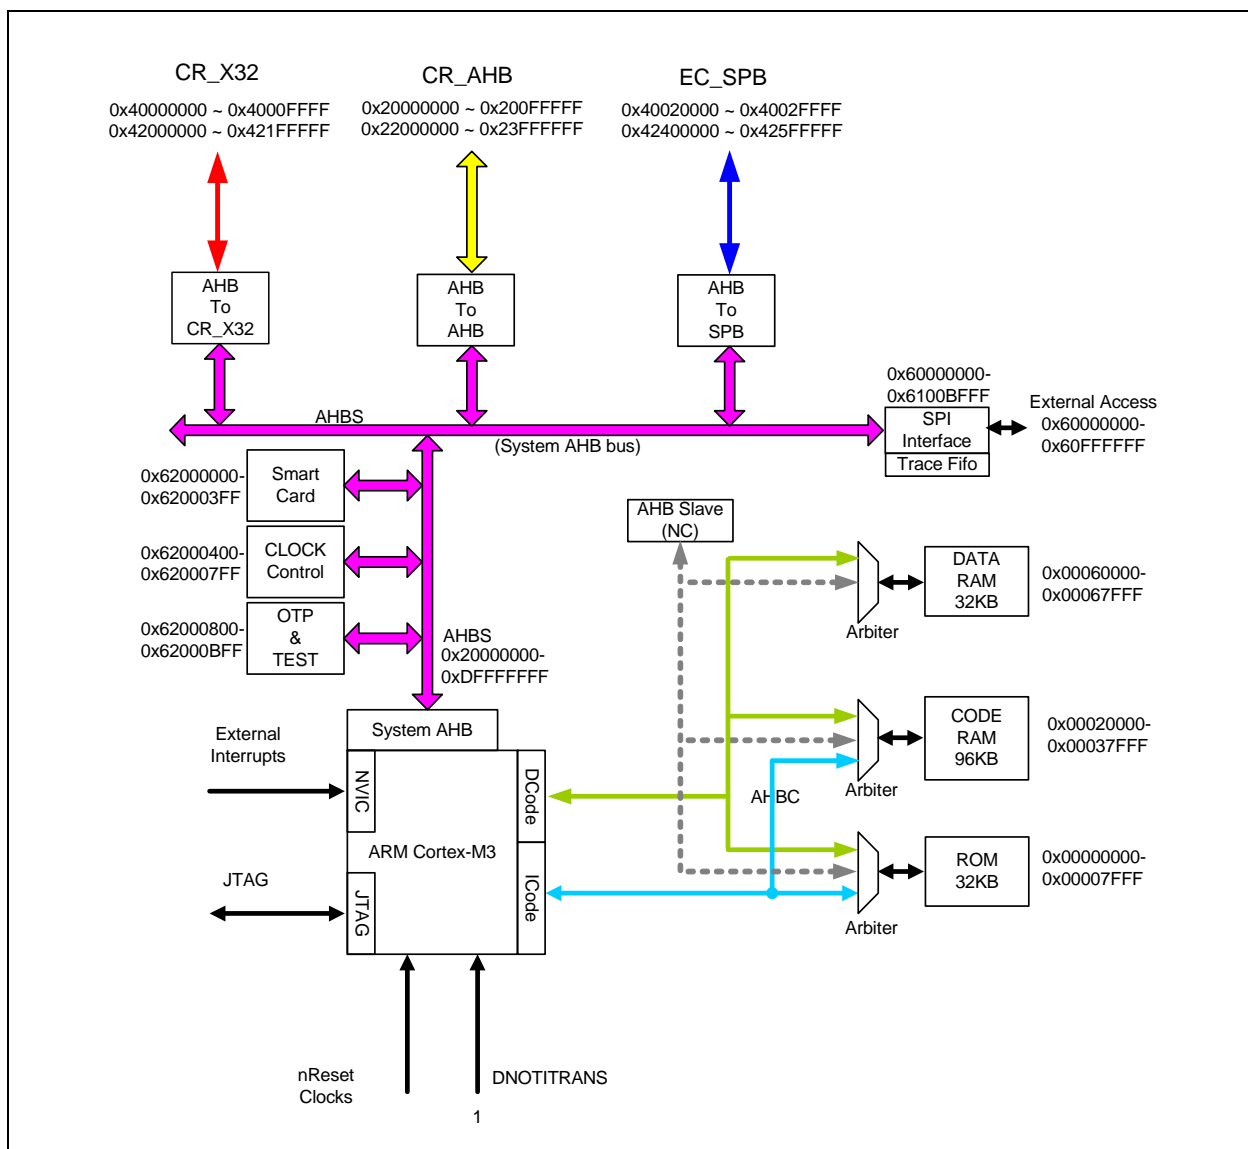 CR_X32
0x40000000 ~ 0x4000FFFF
0x42000000 ~ 0x421FFFFF
CR_AHB
0x20000000 ~ 0x200FFFFF
0x22000000 ~ 0x23FFFFFF
EC_SPB
0x40020000 ~ 0x4002FFFF
0x42400000 ~ 0x425FFFFF
AHB
To
CR_X32
AHB
To
AHB
AHB
To
SPB
AHBS
(System AHB bus)
0x60000000-
0x6100BFFF
SPI
Interface
Trace Fifo
External Access
0x60000000-
0x60FFFFFF
0x62000000-
0x620003FF
Smart
Card
0x62000400-
0x620007FF
CLOCK
Control
0x62000800-
0x62000BFF
OTP
&
TEST
AHBS
0x20000000-
0xDFFFFFFF
AHB Slave
(NC)
Arbiter
DATA
RAM
32KB
0x00060000-
0x00067FFF
Arbiter
CODE
RAM
96KB
0x00020000-
0x00037FFF
AHBC
Arbiter
ROM
32KB
0x00000000-
0x00007FFF
System AHB
External
Interrupts
NVIC
DCode
ARM Cortex-M3
JTAG
JTAG
ICode
nReset
Clocks
DNOTITRANS
1